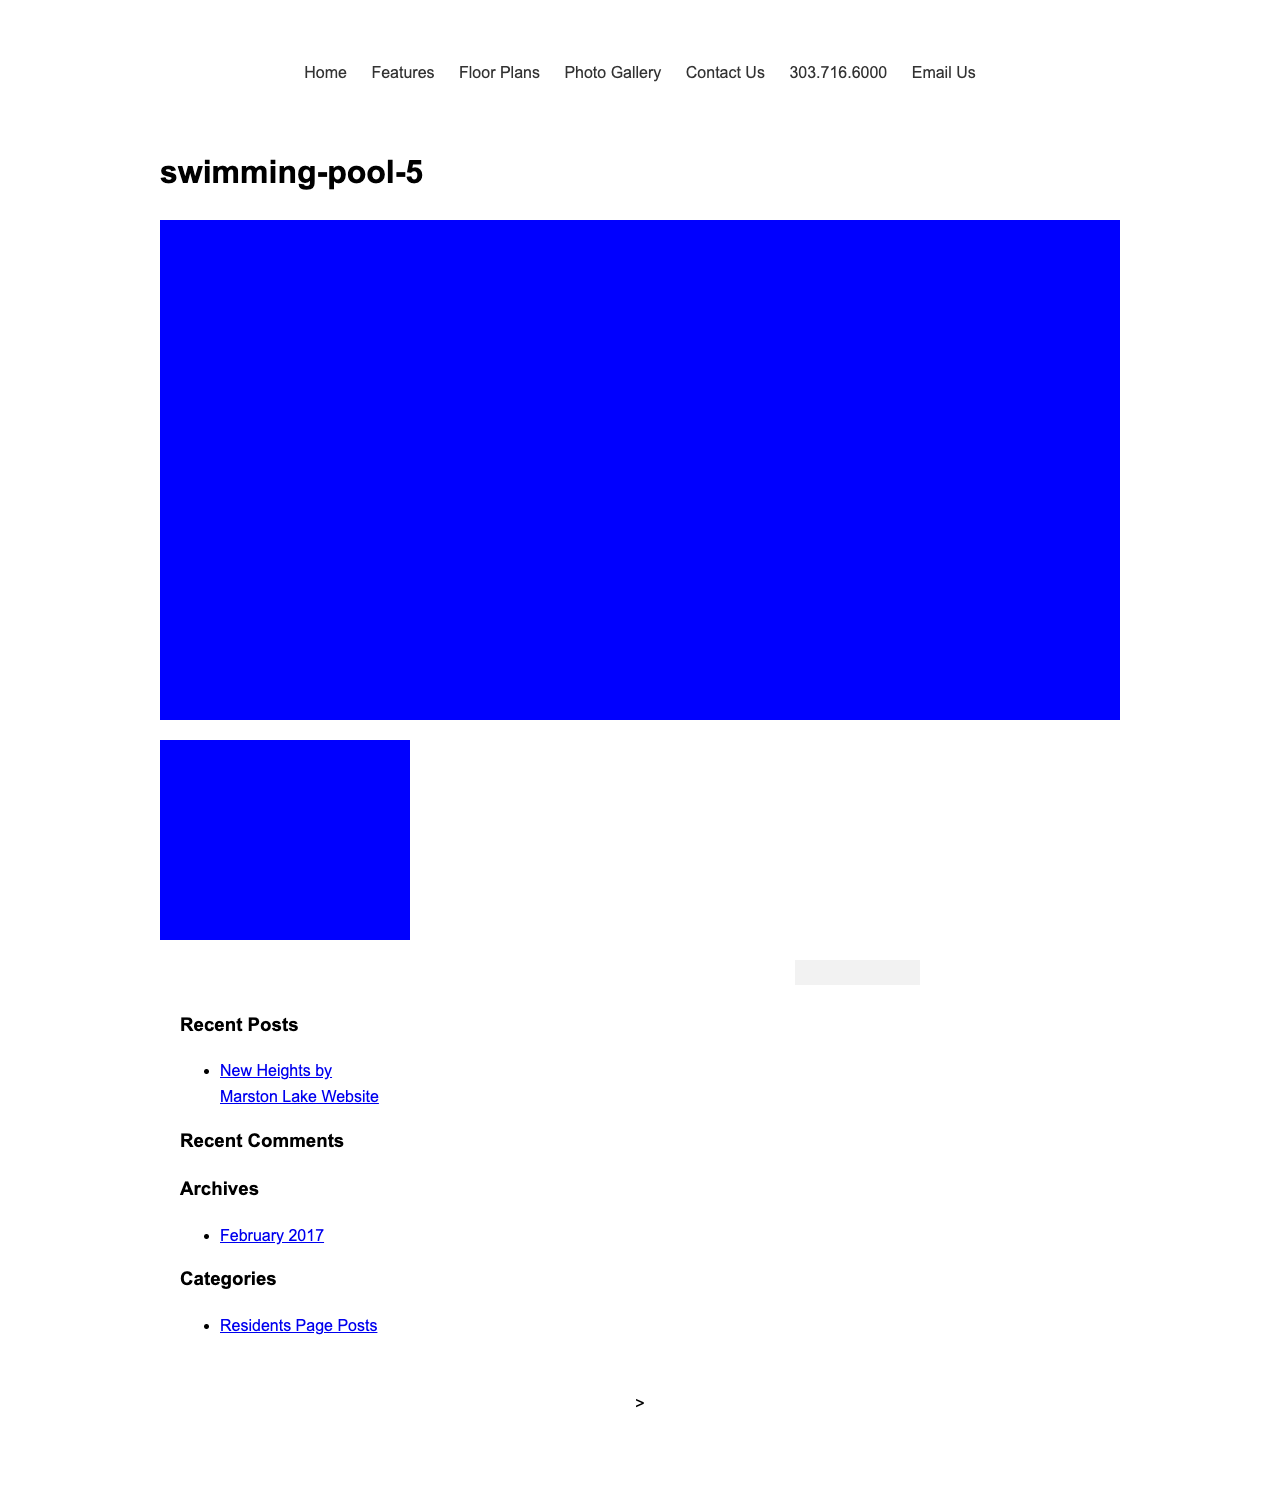 Home Features Floor Plans Photo Gallery Contact Us 303.716.6000 Email Us
swimming-pool-5
Recent Posts
New Heights by
Marston Lake Website
Recent Comments
Archives
February 2017
Categories
Residents Page Posts
>